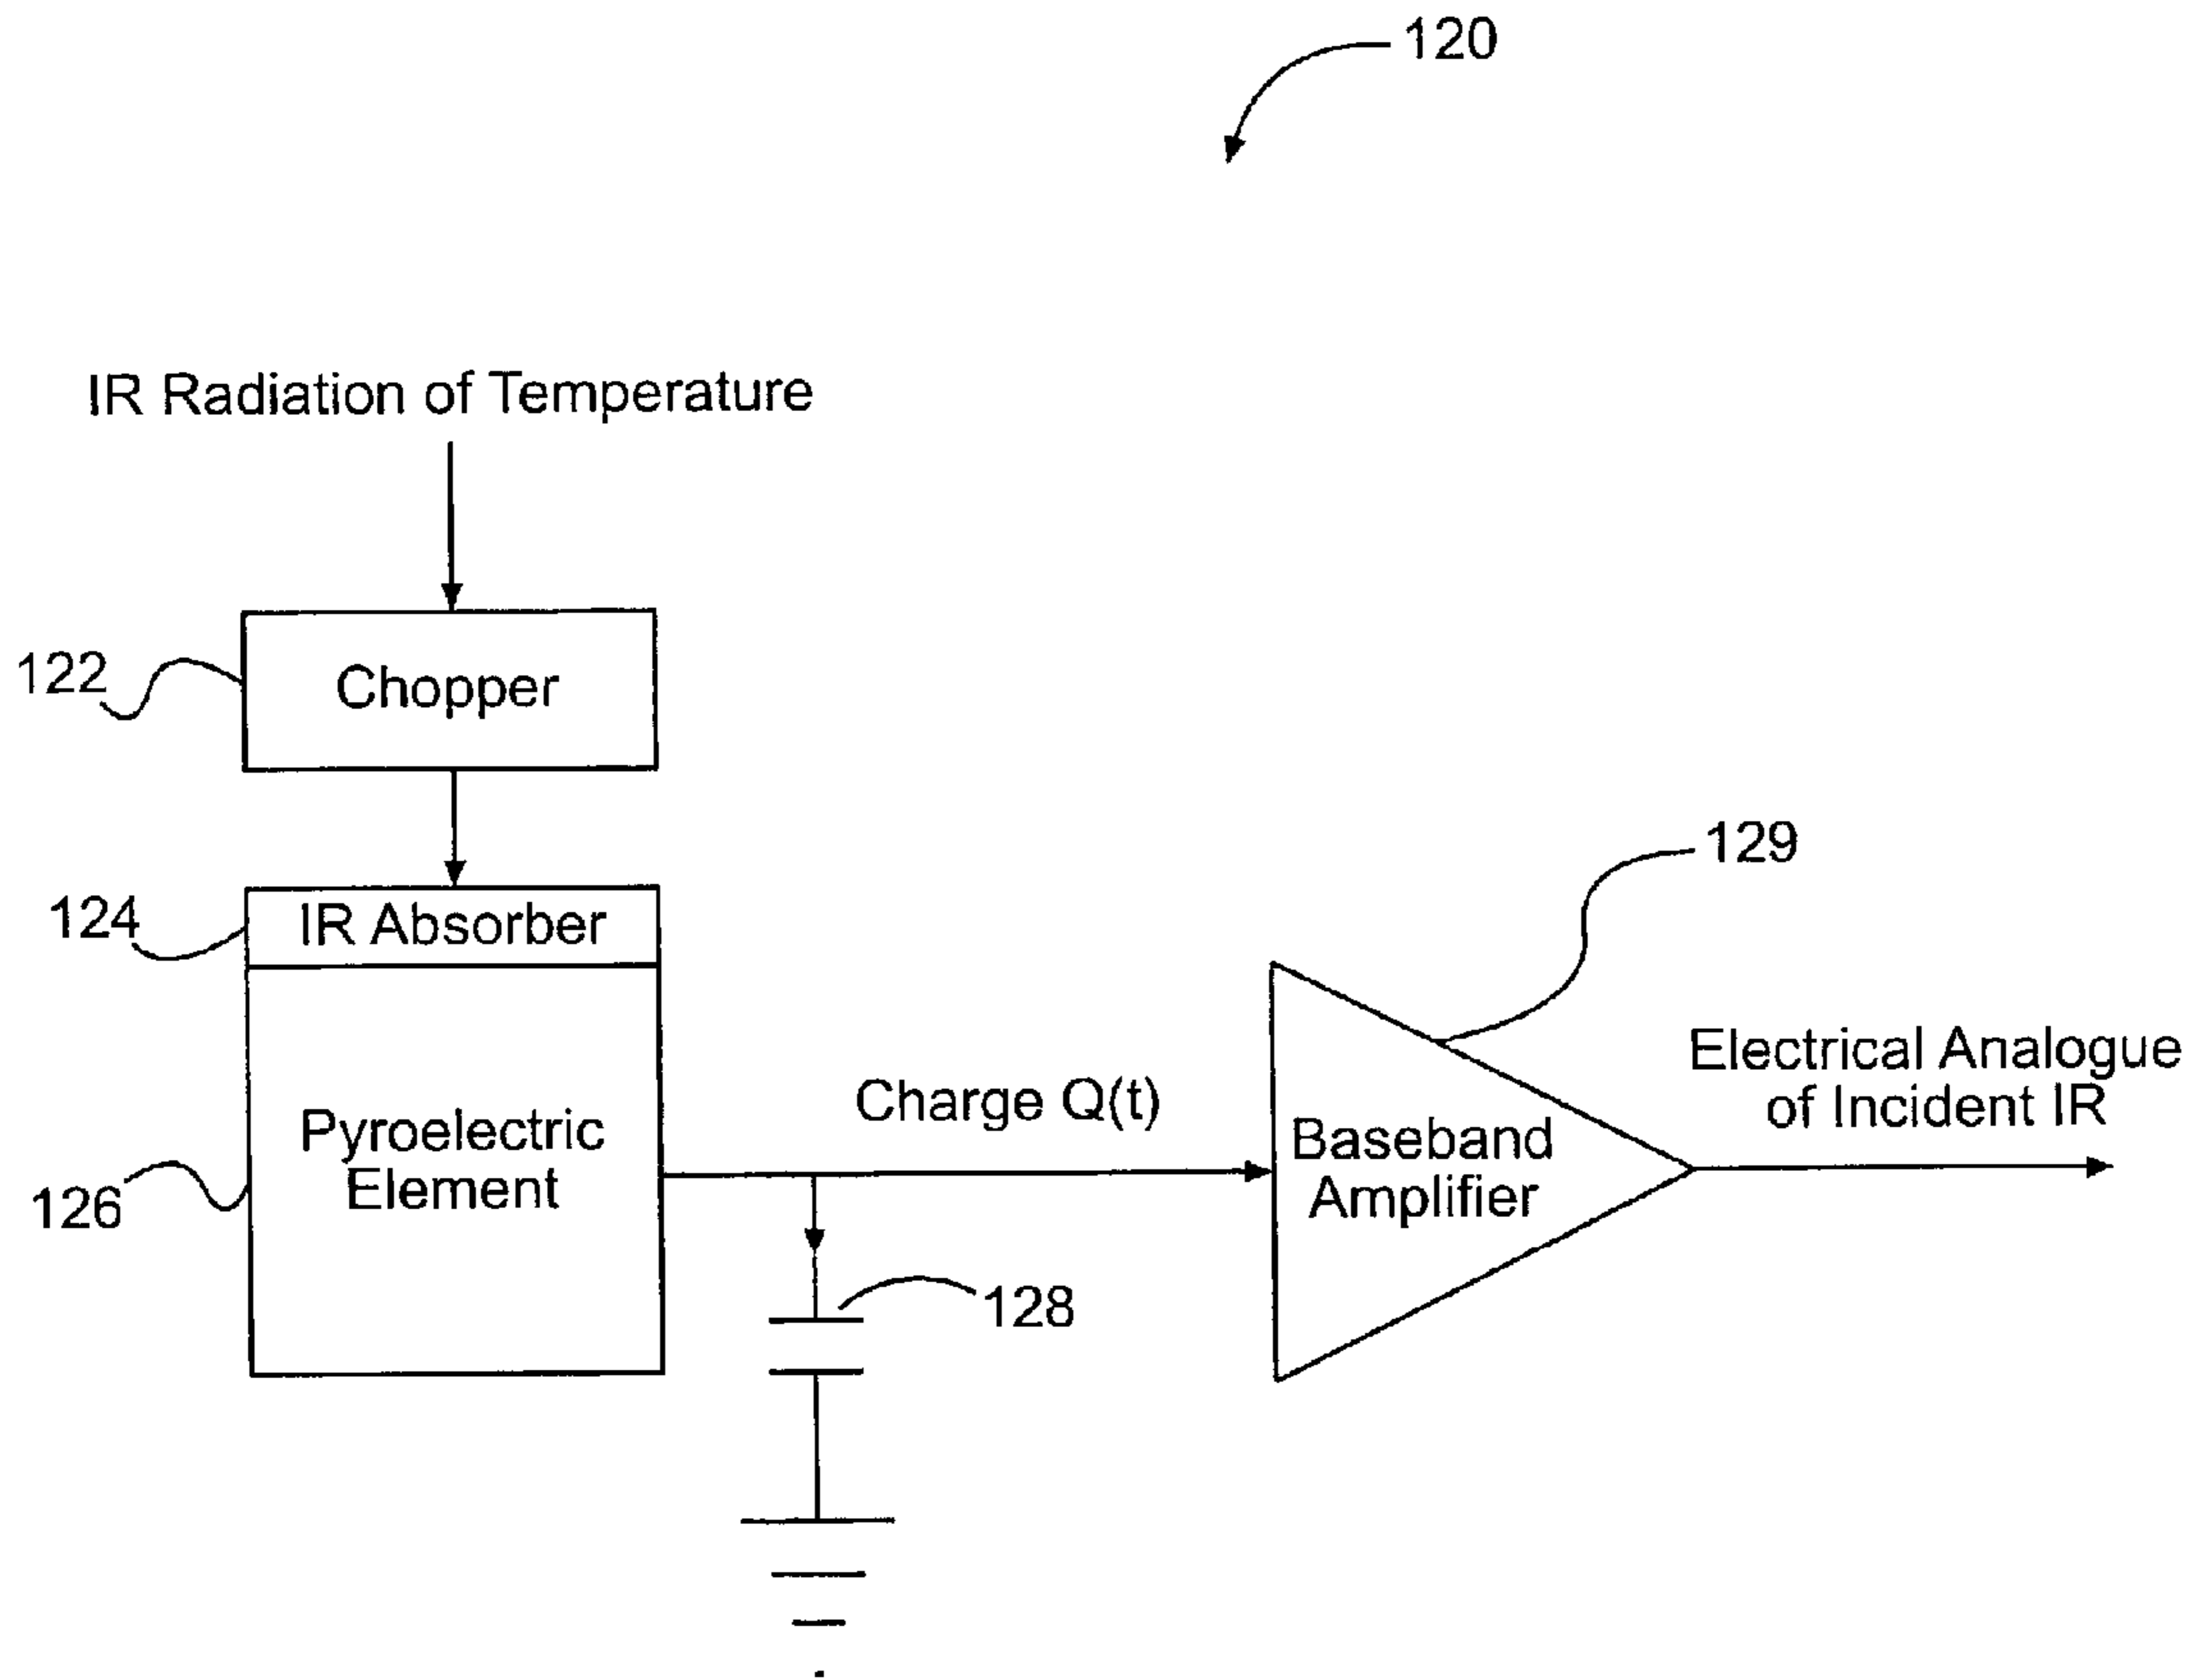 120
IR Radiation of Temperature
122
Chopper
124
IR Absorber
129
Pyroelectric
Element
126
Charge Q(t)
Baseband
Amplifier
Electrical Analogue
of Incident IR
128